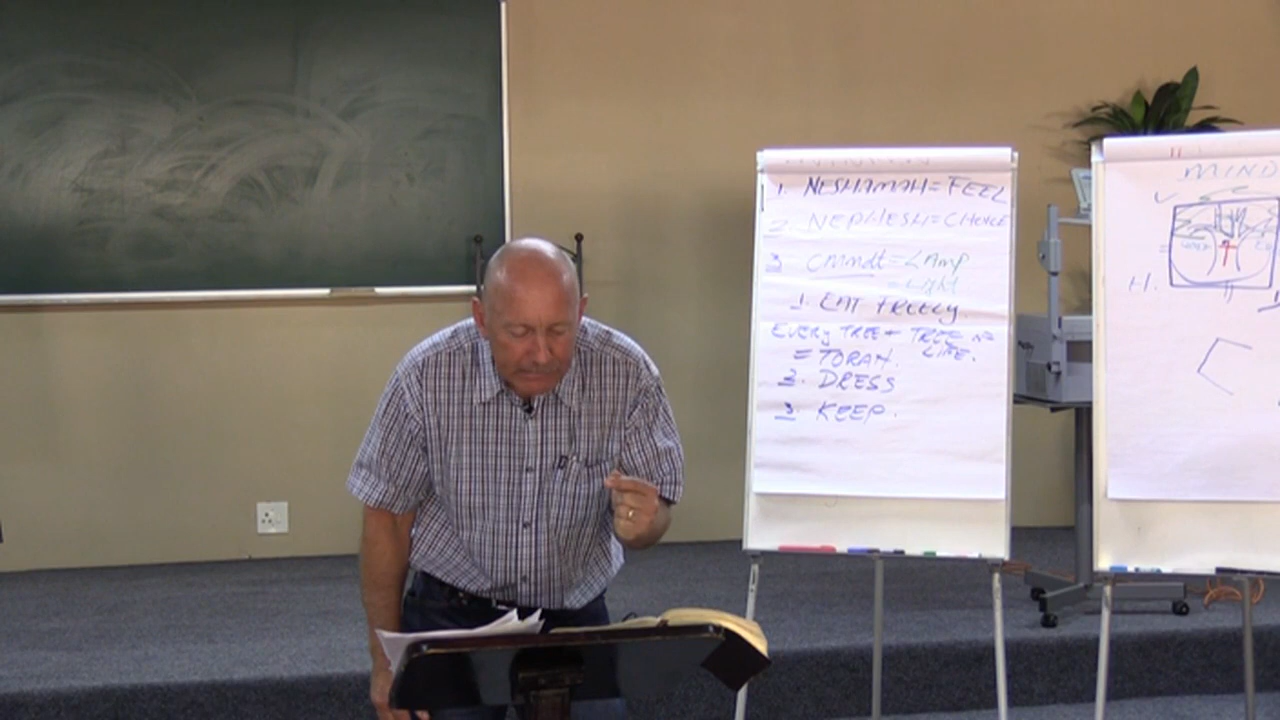 1. NESHAMAH = FEEL
2. NEPHESH = CHOICE
3 CMMDT = LAMP
= LIGHT
1. EAT FREELY.
EVERY TREE + TREE OF
LIFE.
= TORAH.
2. DRESS
3 KEEP.
MIND
H.